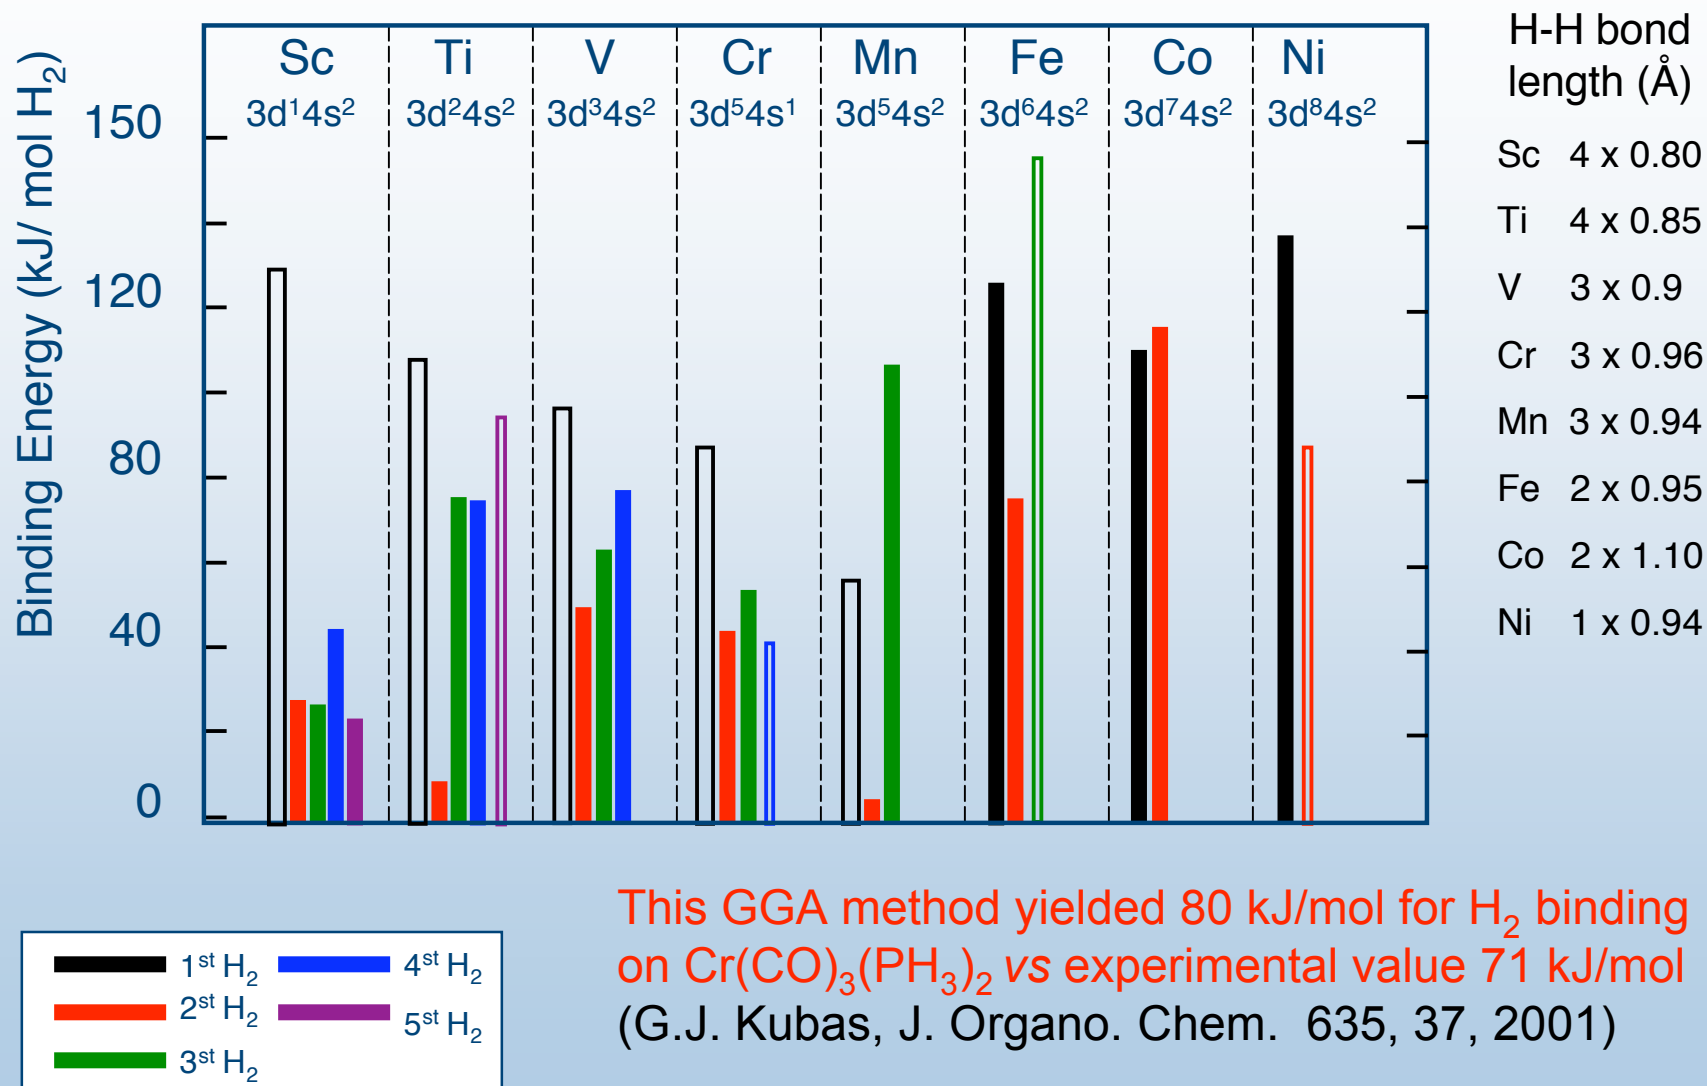 Binding Energy (kJ/ mol H₂)
150
120
80
40
0
Sc Ti V Cr Mn Fe Co Ni
3d¹4s² 3d²4s² 3d³4s² 3d⁵4s¹ 3d⁵4s² 3d⁶4s² 3d⁷4s² 3d⁸4s²
H-H bond
length (Å)
Sc 4 x 0.80
Ti 4 x 0.85
V 3 x 0.9
Cr 3 x 0.96
Mn 3 x 0.94
Fe 2 x 0.95
Co 2 x 1.10
Ni 1 x 0.94
1ˢᵗ H₂ 4ˢᵗ H₂
2ˢᵗ H₂ 5ˢᵗ H₂
3ˢᵗ H₂
This GGA method yielded 80 kJ/mol for H₂ binding
on Cr(CO)₃(PH₃)₂ vs experimental value 71 kJ/mol
(G.J. Kubas, J. Organo. Chem. 635, 37, 2001)